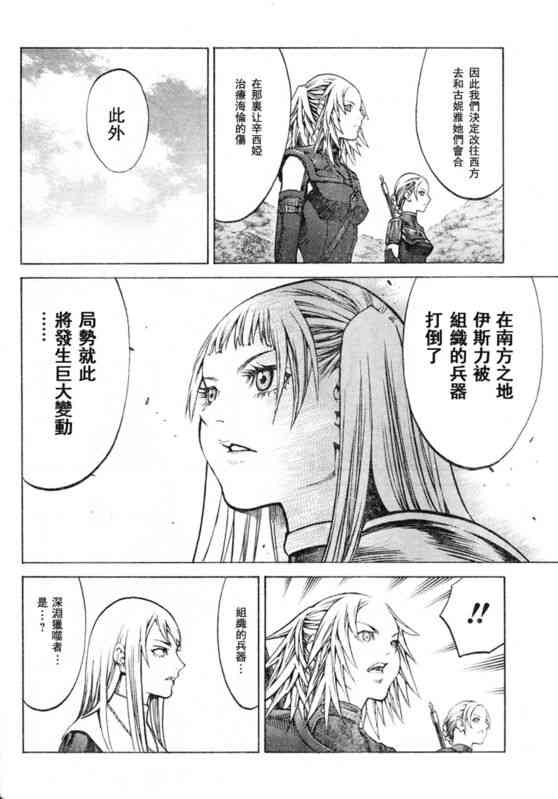 因此我們決定改往西方
去和古妮雅她們會合
在那裏让辛西婭
治療海倫的傷
此外
在南方之地
伊斯力被
組織的兵器
打倒了
局勢就此
將發生巨大變動
……
!!
組織的兵器…
深淵獵噬者…
是…?